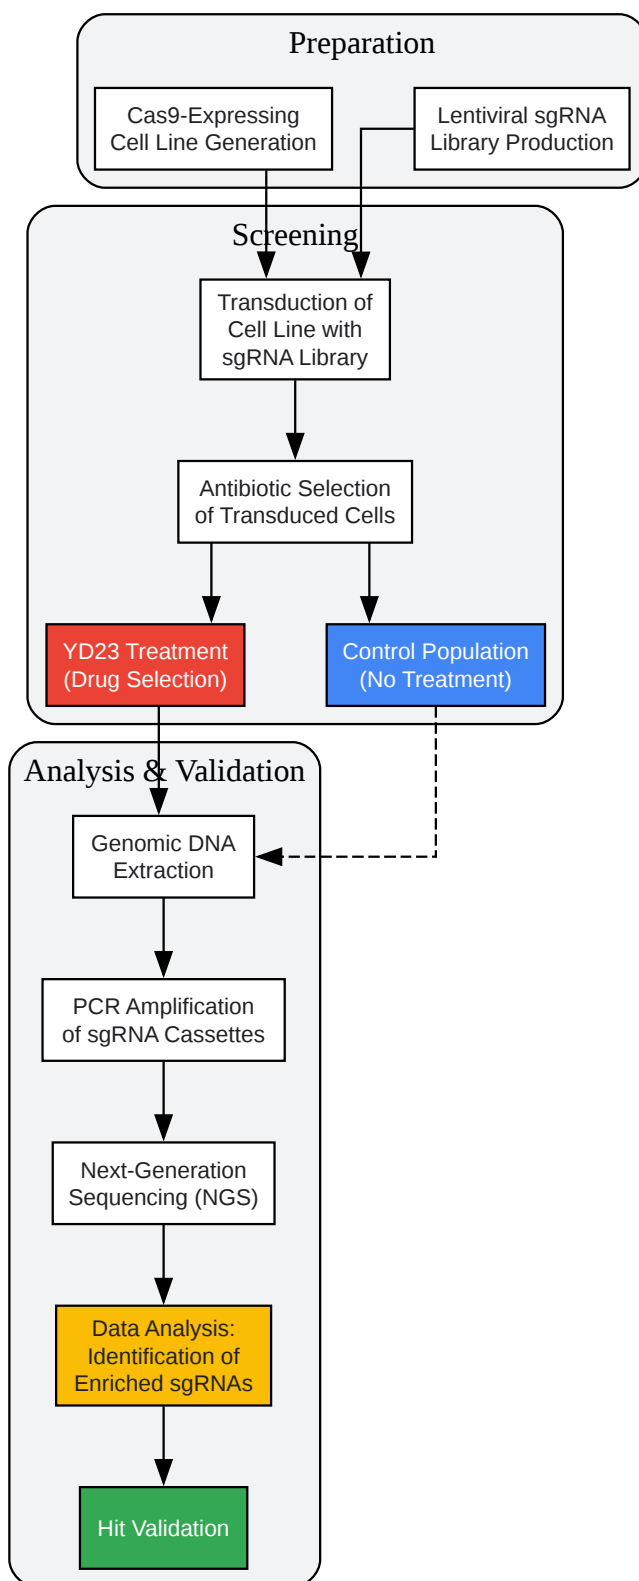 Preparation
Cas9-Expressing
Cell Line Generation
Lentiviral sgRNA
Library Production
Screening
Transduction of
Cell Line with
sgRNA Library
Antibiotic Selection
of Transduced Cells
YD23 Treatment
(Drug Selection)
Control Population
(No Treatment)
Analysis & Validation
Genomic DNA
Extraction
PCR Amplification
of sgRNA Cassettes
Next-Generation
Sequencing (NGS)
Data Analysis:
Identification of
Enriched sgRNAs
Hit Validation